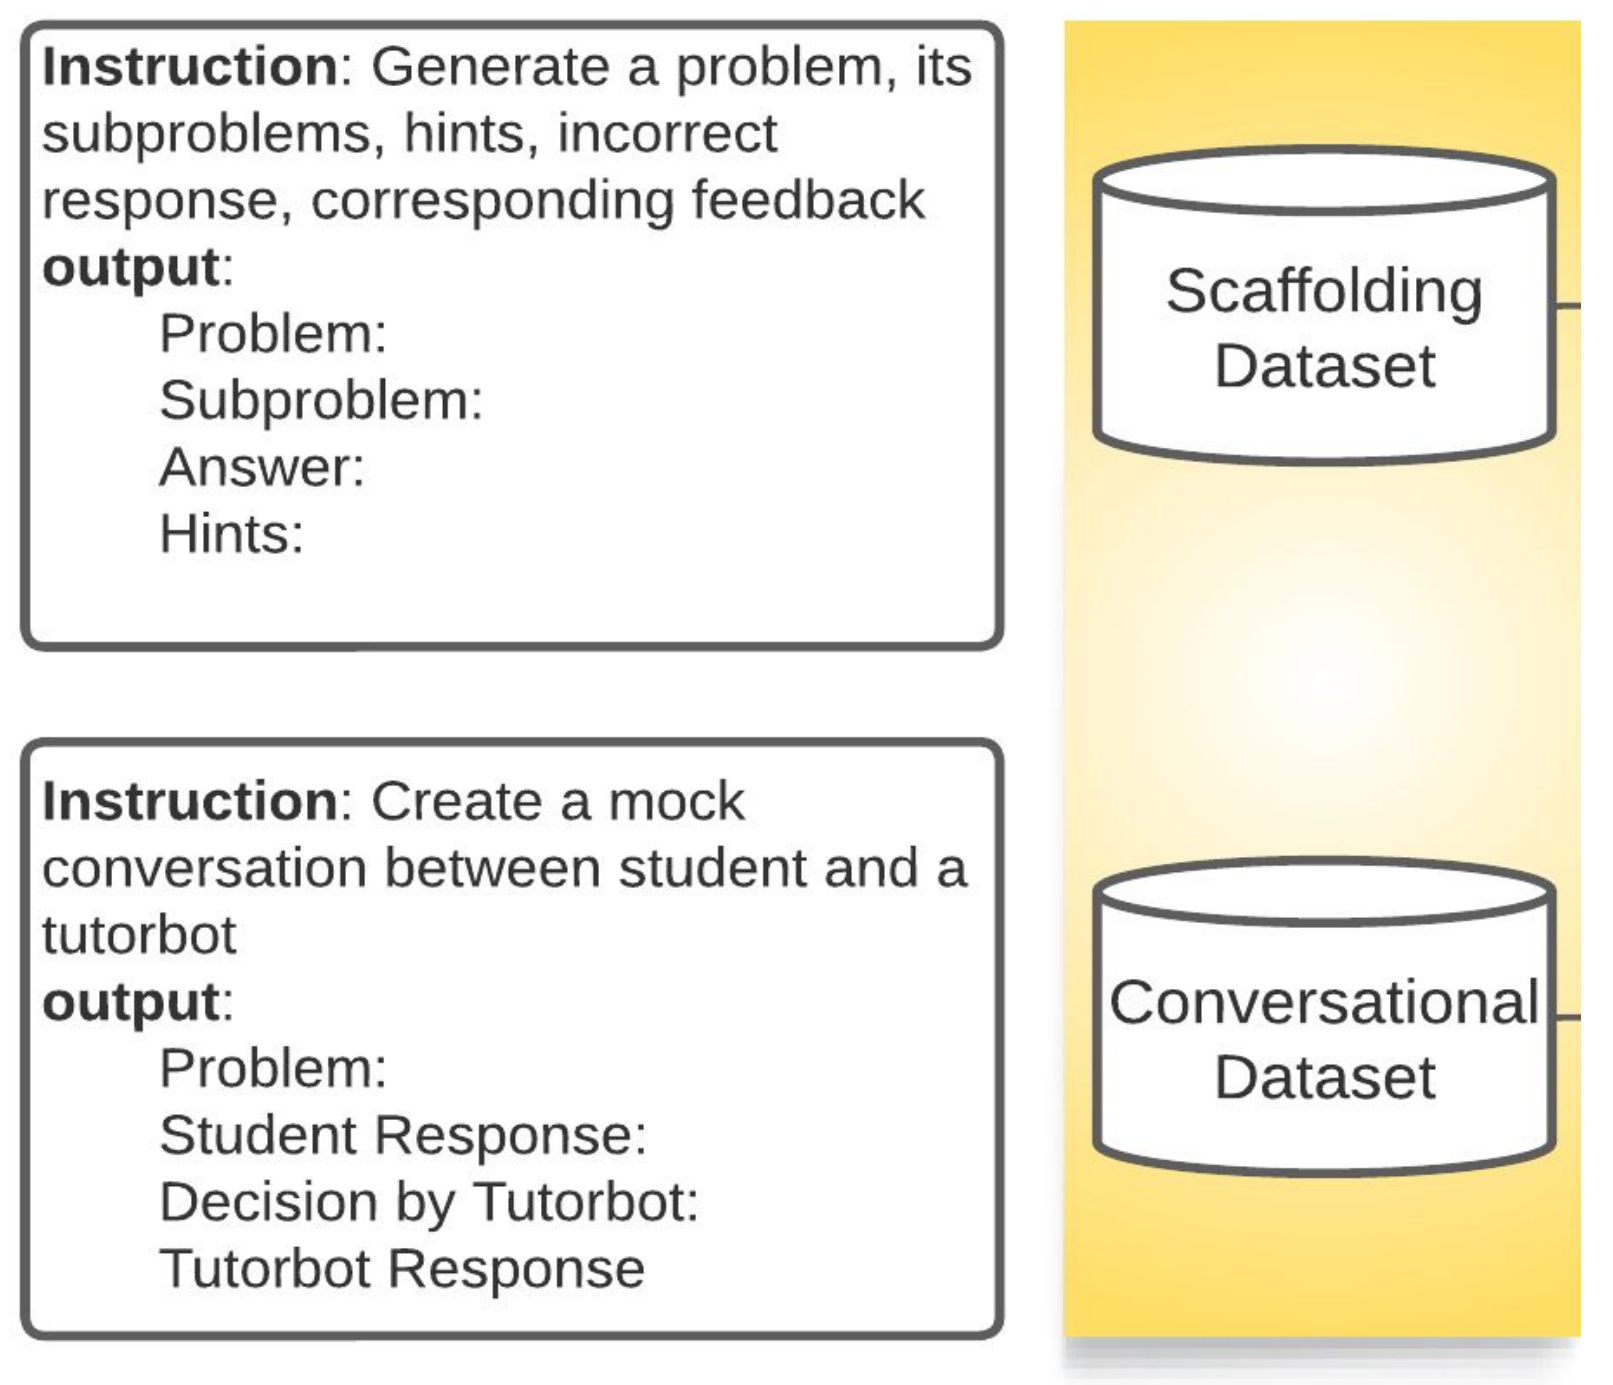 Instruction: Generate a problem, its
subproblems, hints, incorrect
response, corresponding feedback
output:
Problem:
Subproblem:
Answer:
Hints:
Scaffolding
Dataset
Instruction: Create a mock
conversation between student and a
tutorbot
output:
Problem:
Student Response:
Decision by Tutorbot:
Tutorbot Response
Conversational
Dataset